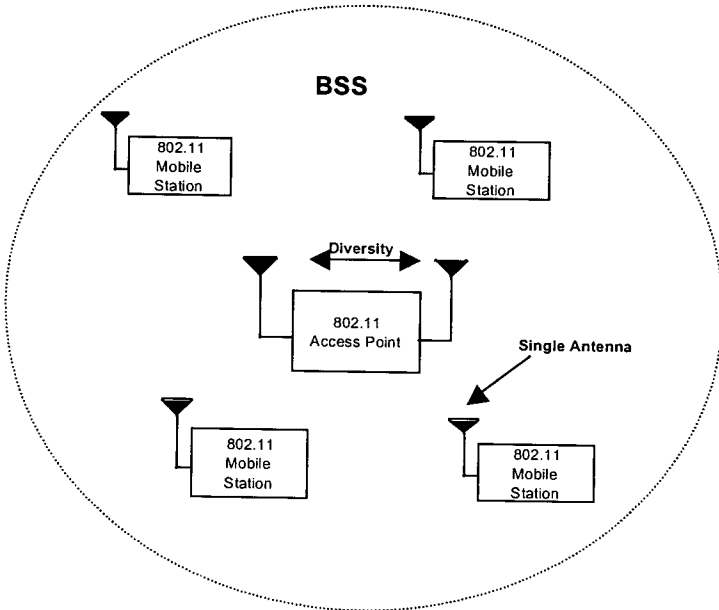 BSS
802.11
Mobile
Station
802.11
Mobile
Station
Diversity
802.11
Access Point
Single Antenna
802.11
Mobile
Station
802.11
Mobile
Station